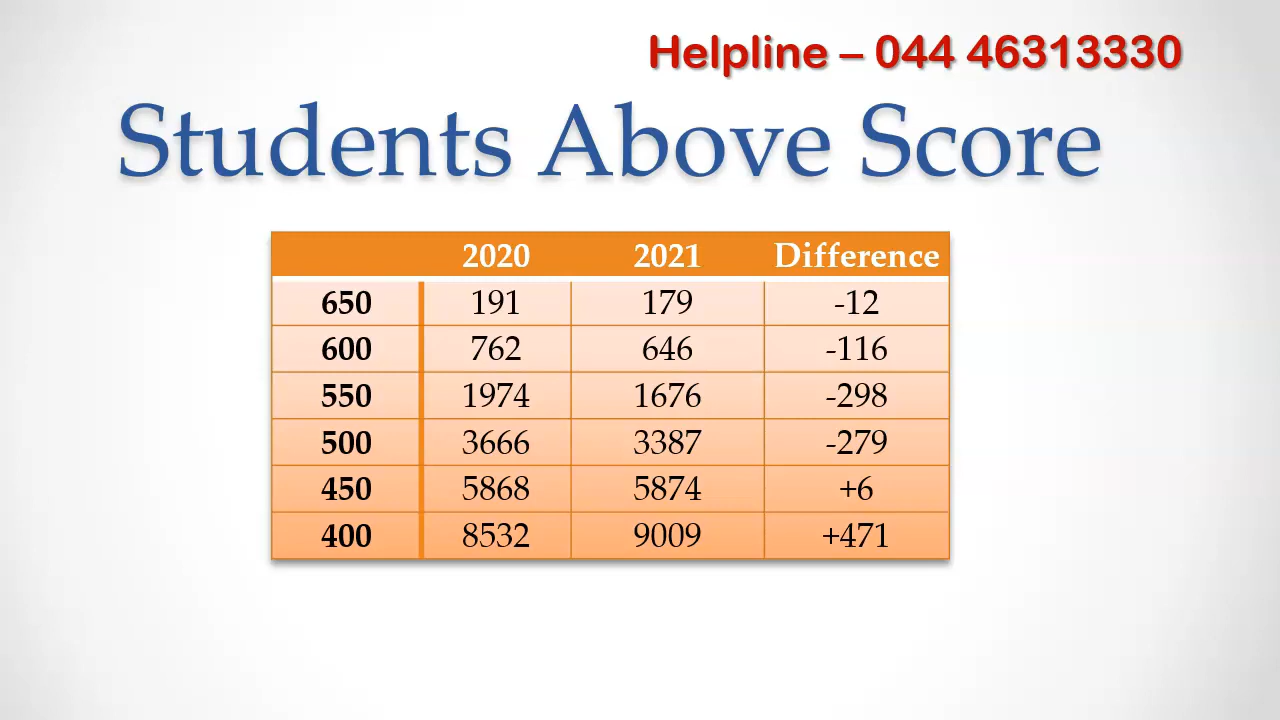 Helpline – 044 46313330
Students Above Score
2020 2021 Difference
650 191 179 -12
600 762 646 -116
550 1974 1676 -298
500 3666 3387 -279
450 5868 5874 +6
400 8532 9009 +471